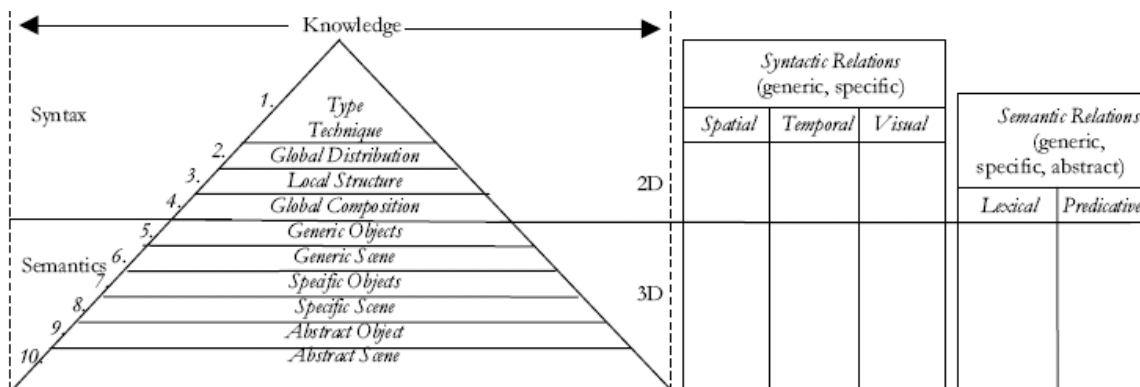 Knowledge
Syntax
1. Type
Technique
2. Global Distribution
3. Local Structure
4. Global Composition
5. Generic Objects
Semantics
6. Generic Scene
7. Specific Objects
8. Specific Scene
9. Abstract Object
10. Abstract Scene
2D
3D
Syntactic Relations
(generic, specific)
Spatial Temporal Visual
Semantic Relations
(generic,
specific, abstract)
Lexical Predicative